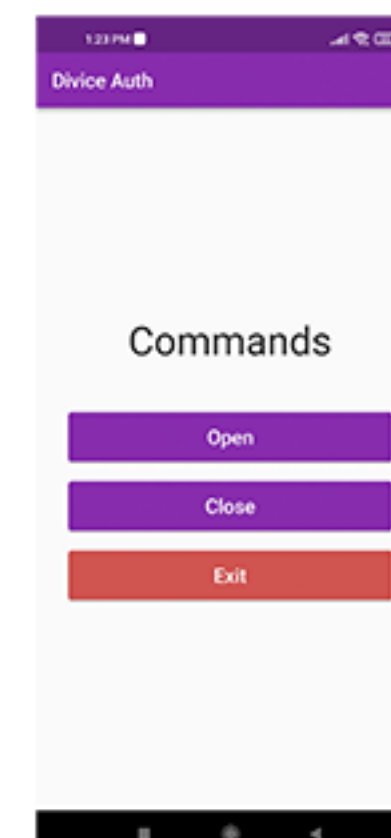 1:23 PM
Divice Auth
Commands
Open
Close
Exit